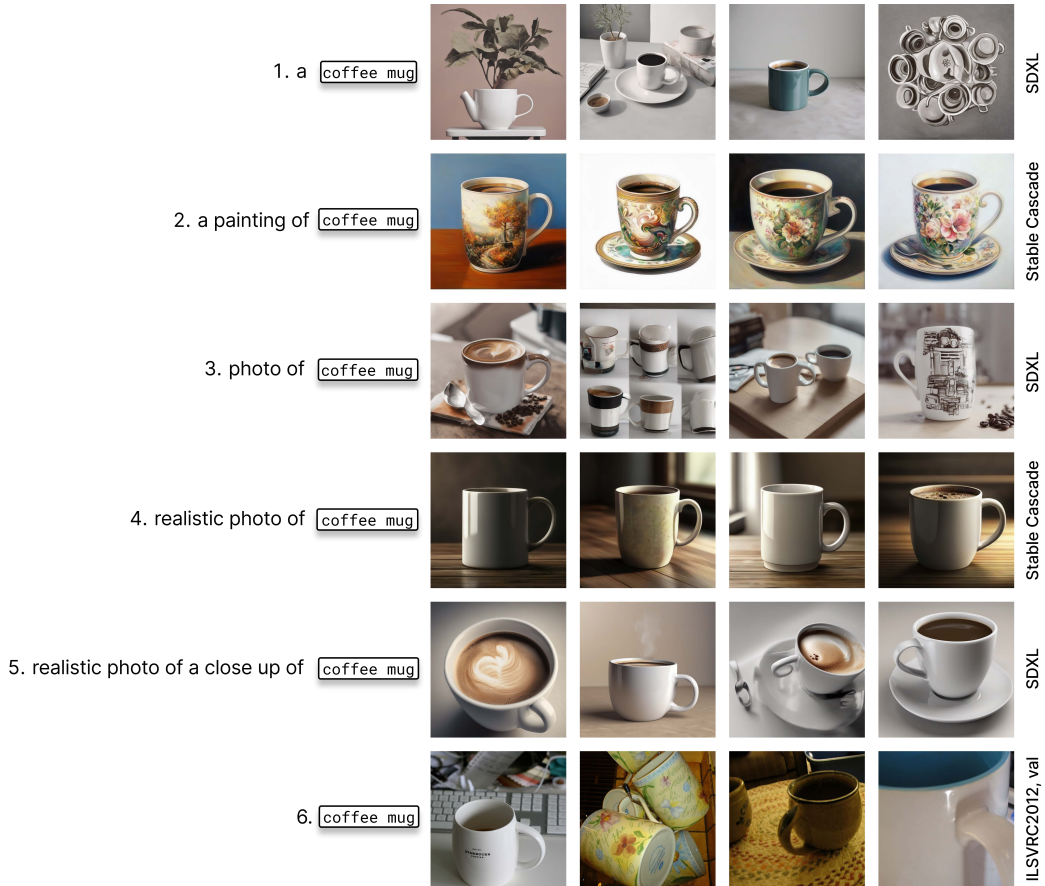 1. a coffee mug
SDXL
2. a painting of coffee mug
Stable Cascade
3. photo of coffee mug
SDXL
4. realistic photo of coffee mug
Stable Cascade
5. realistic photo of a close up of coffee mug
SDXL
6. coffee mug
ILSVRC2012, val